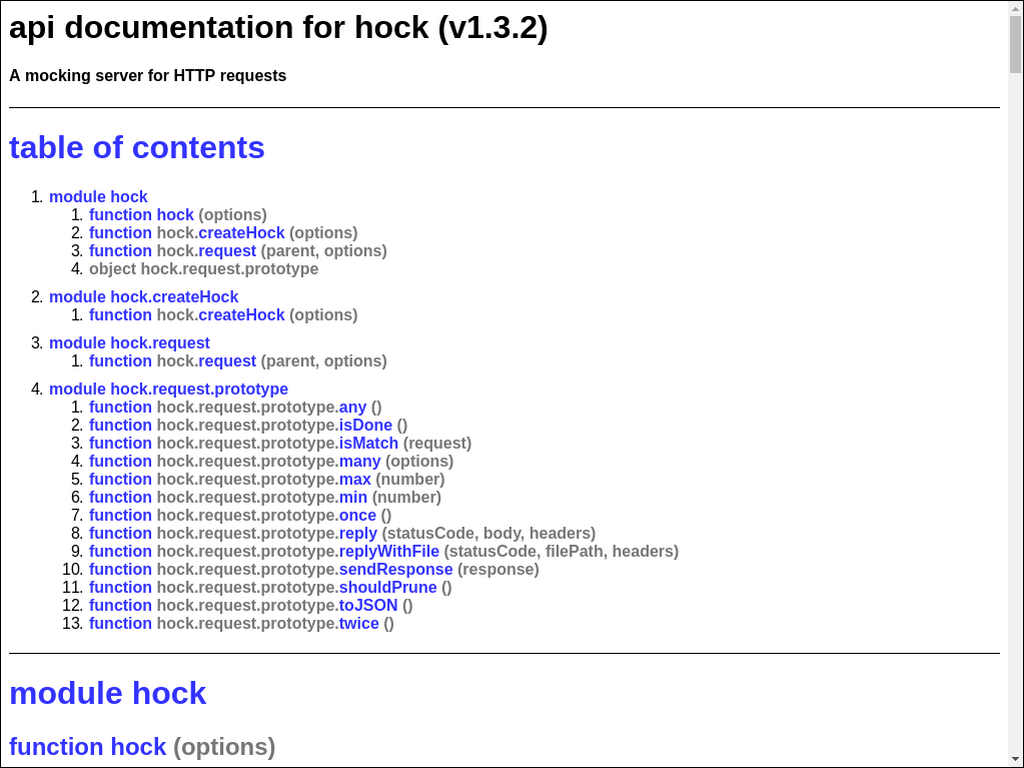 api documentation for hock (v1.3.2)
A mocking server for HTTP requests
table of contents
1. module hock
1. function hock (options)
2. function hock.createHock (options)
3. function hock.request (parent, options)
4. object hock.request.prototype
2. module hock.createHock
1. function hock.createHock (options)
3. module hock.request
1. function hock.request (parent, options)
4. module hock.request.prototype
1. function hock.request.prototype.any ()
2. function hock.request.prototype.isDone ()
3. function hock.request.prototype.isMatch (request)
4. function hock.request.prototype.many (options)
5. function hock.request.prototype.max (number)
6. function hock.request.prototype.min (number)
7. function hock.request.prototype.once ()
8. function hock.request.prototype.reply (statusCode, body, headers)
9. function hock.request.prototype.replyWithFile (statusCode, filePath, headers)
10. function hock.request.prototype.sendResponse (response)
11. function hock.request.prototype.shouldPrune ()
12. function hock.request.prototype.toJSON ()
13. function hock.request.prototype.twice ()
module hock
function hock (options)